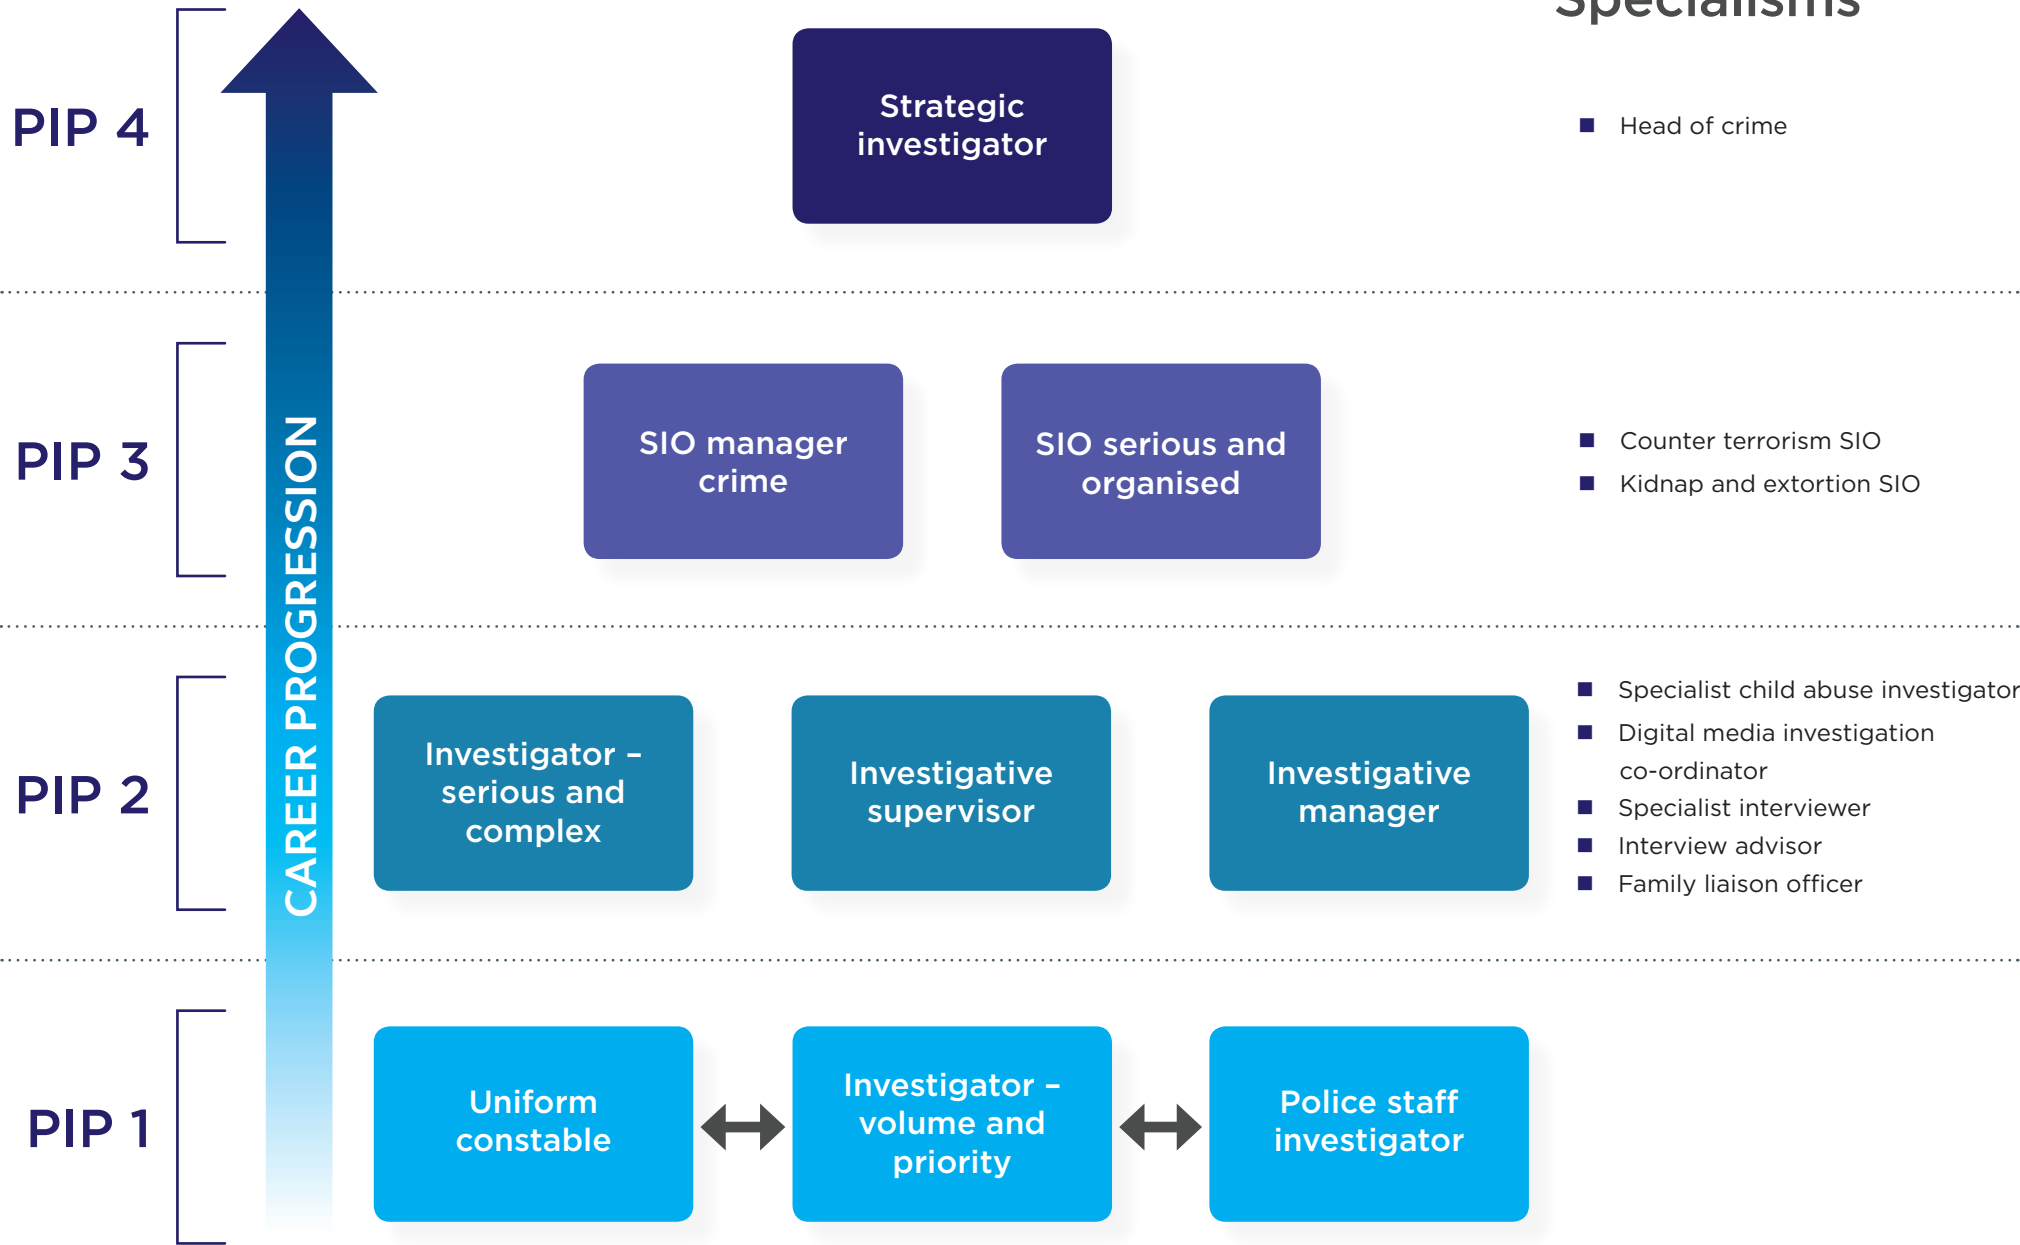 Specialisms
PIP 4
Strategic
investigator
Head of crime
PIP 3
SIO manager
crime
SIO serious and
organised
Counter terrorism SIO
Kidnap and extortion SIO
CAREER PROGRESSION
PIP 2
Investigator –
serious and
complex
Investigative
supervisor
Investigative
manager
Specialist child abuse investigator
Digital media investigation
co-ordinator
Specialist interviewer
Interview advisor
Family liaison officer
PIP 1
Uniform
constable
Investigator –
volume and
priority
Police staff
investigator